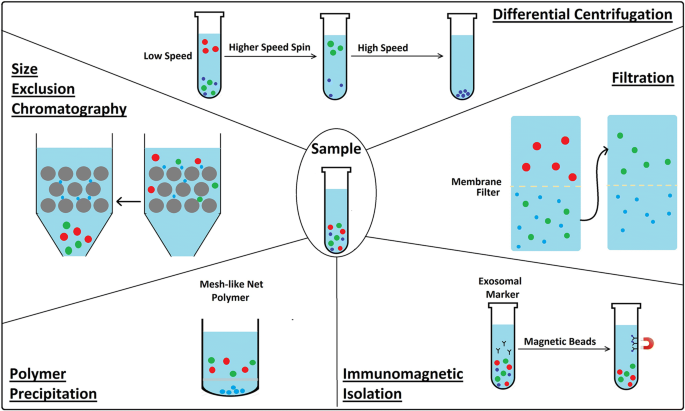 Differential Centrifugation
Low Speed
Higher Speed Spin
High Speed
Size
Exclusion
Chromatography
Filtration
Membrane
Filter
Sample
Mesh-like Net
Polymer
Polymer
Precipitation
Exosomal
Marker
Magnetic Beads
Immunomagnetic
Isolation